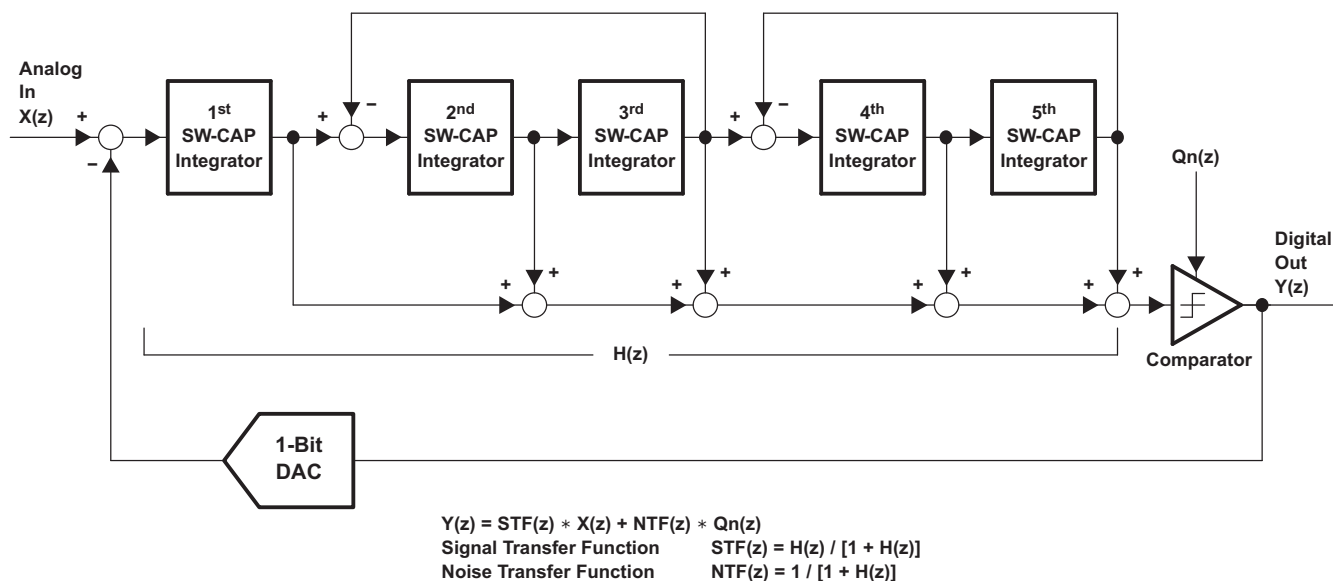 Analog
In
X(z)
+
−
1st
SW-CAP
Integrator
+
−
2nd
SW-CAP
Integrator
3rd
SW-CAP
Integrator
+
−
4th
SW-CAP
Integrator
5th
SW-CAP
Integrator
Qn(z)
Digital
Out
Y(z)
+
+
+
+
+
+
+
+
H(z)
Comparator
1-Bit
DAC
Y(z) = STF(z) ∗ X(z) + NTF(z) ∗ Qn(z)
Signal Transfer Function STF(z) = H(z) / [1 + H(z)]
Noise Transfer Function NTF(z) = 1 / [1 + H(z)]